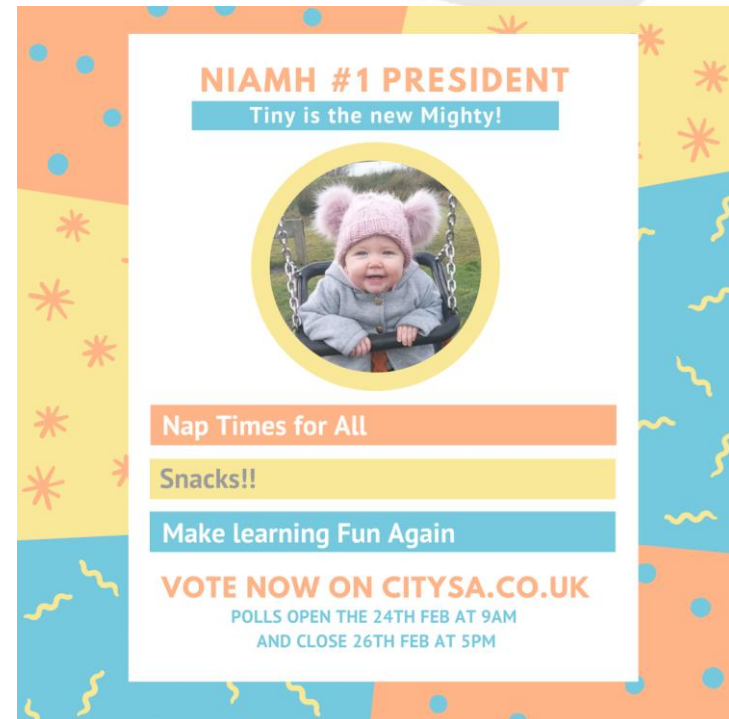 NIAMH #1 PRESIDENT
Tiny is the new Mighty!
Nap Times for All
Snacks!!
Make learning Fun Again
VOTE NOW ON CITYSA.CO.UK
POLLS OPEN THE 24TH FEB AT 9AM
AND CLOSE 26TH FEB AT 5PM